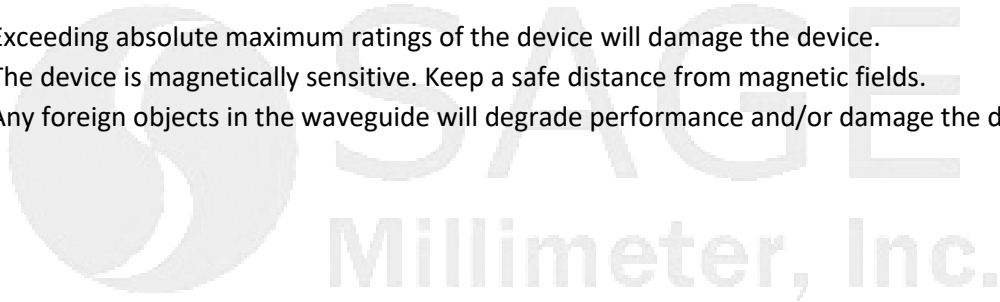 Exceeding absolute maximum ratings of the device will damage the device.
The device is magnetically sensitive. Keep a safe distance from magnetic fields.
Any foreign objects in the waveguide will degrade performance and/or damage the d
SAGE
Millimeter, Inc.